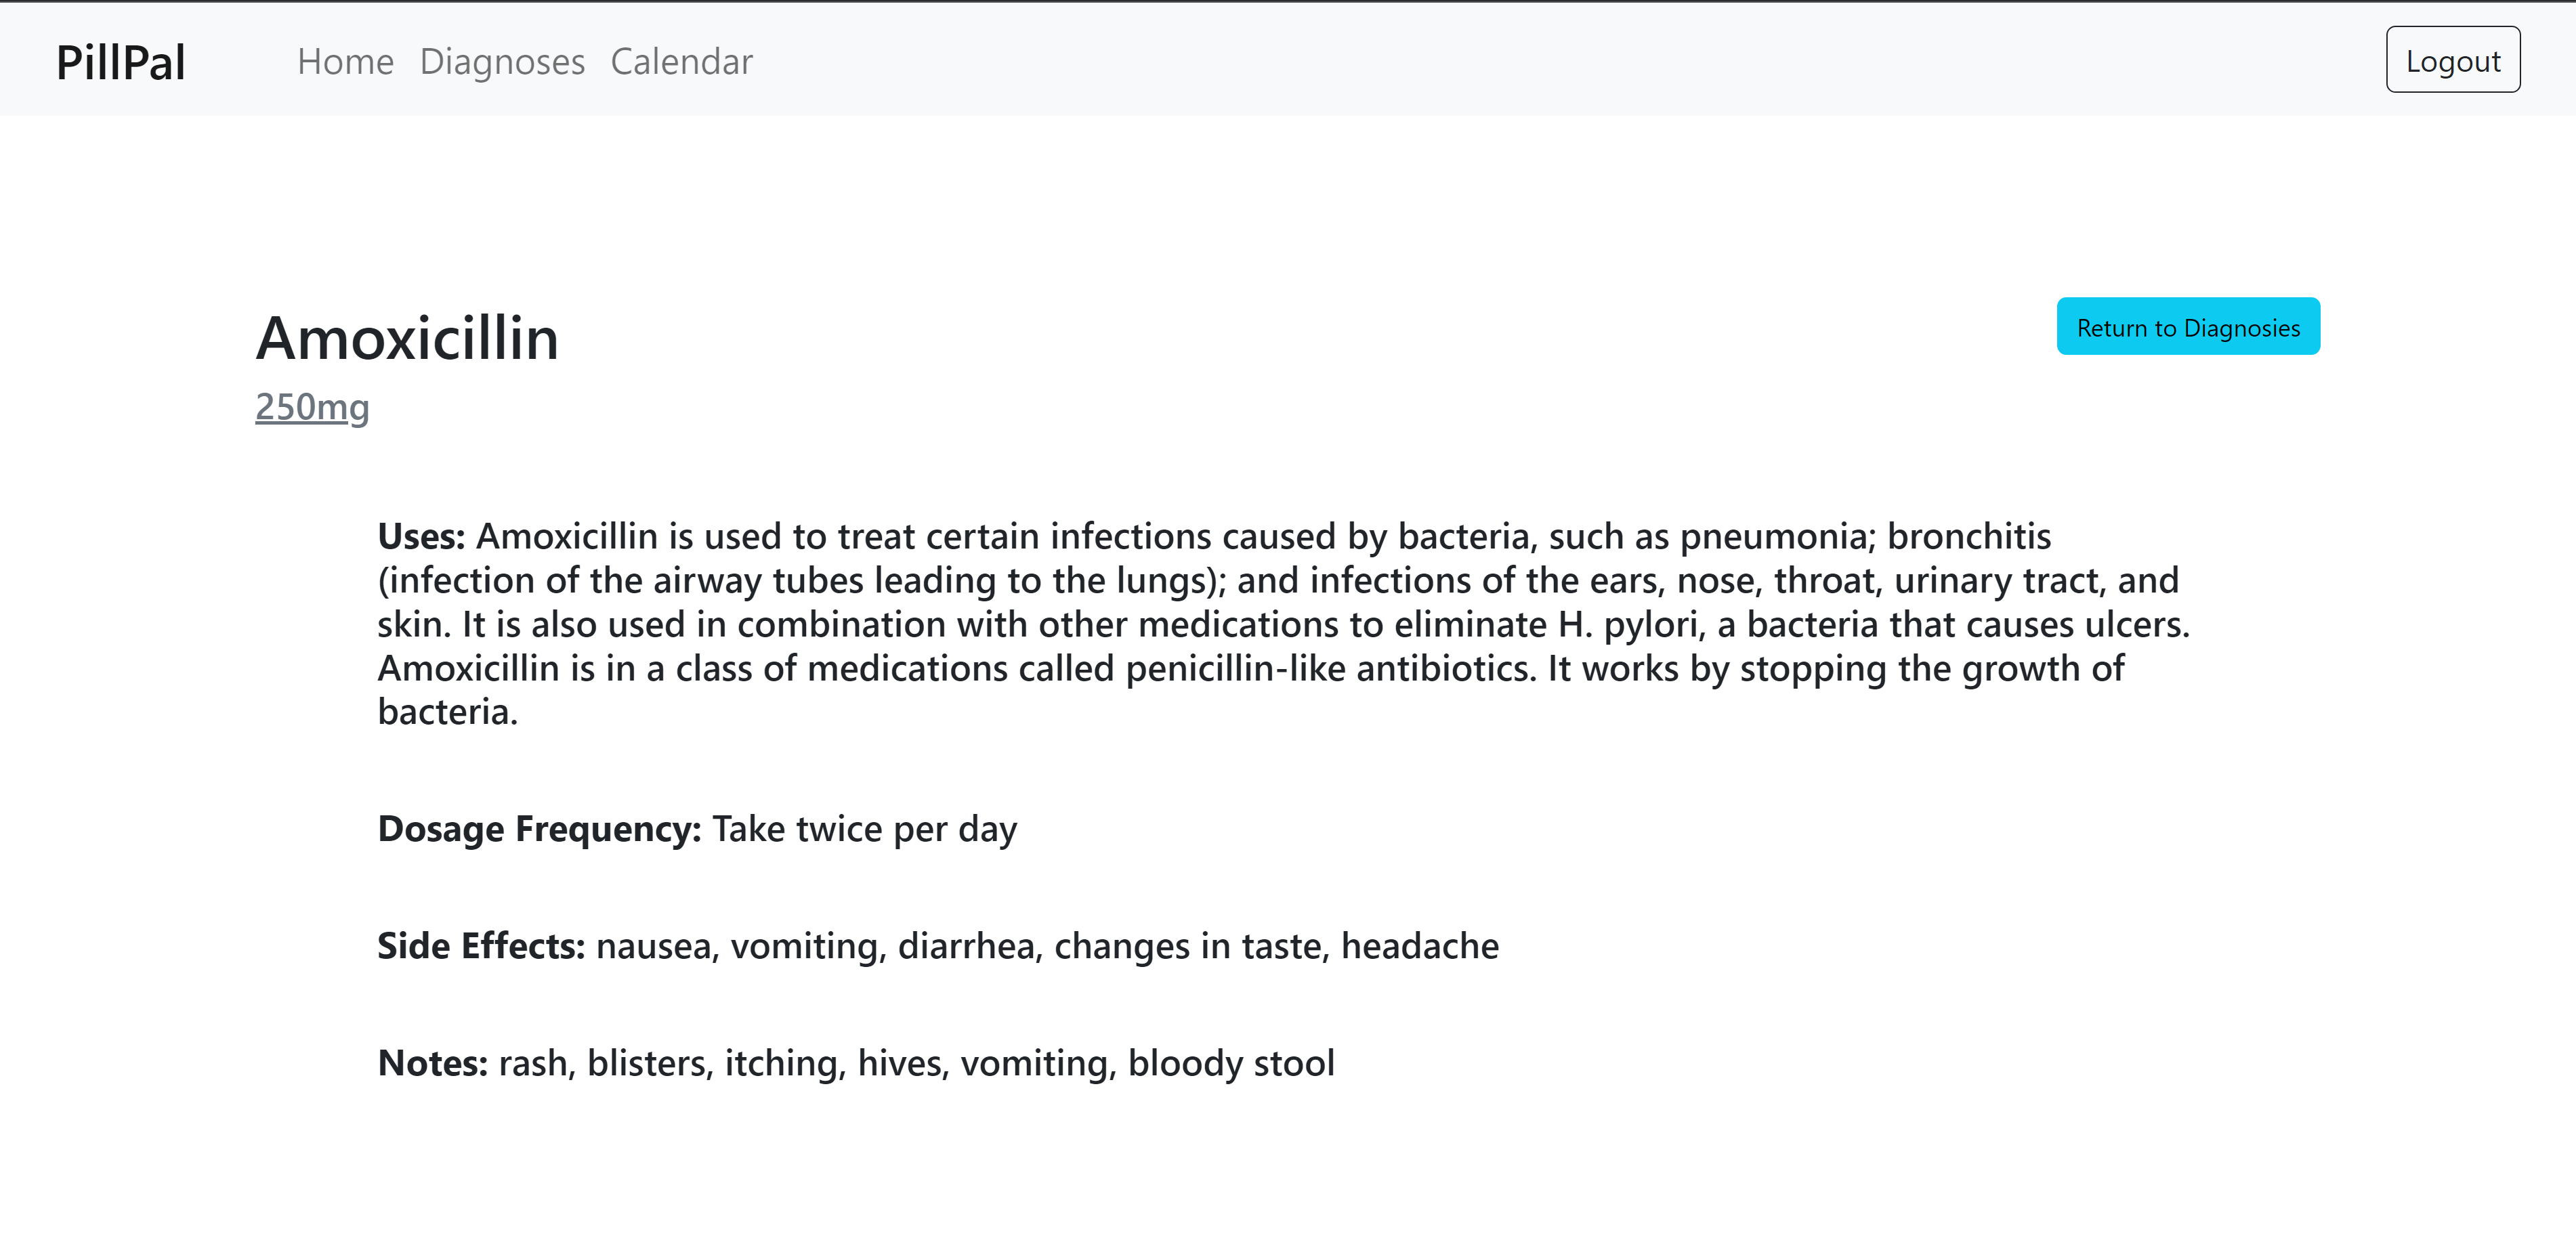 PillPal Home Diagnoses Calendar Logout
Amoxicillin
Return to Diagnosies
250mg
Uses: Amoxicillin is used to treat certain infections caused by bacteria, such as pneumonia; bronchitis
(infection of the airway tubes leading to the lungs); and infections of the ears, nose, throat, urinary tract, and
skin. It is also used in combination with other medications to eliminate H. pylori, a bacteria that causes ulcers.
Amoxicillin is in a class of medications called penicillin-like antibiotics. It works by stopping the growth of
bacteria.
Dosage Frequency: Take twice per day
Side Effects: nausea, vomiting, diarrhea, changes in taste, headache
Notes: rash, blisters, itching, hives, vomiting, bloody stool